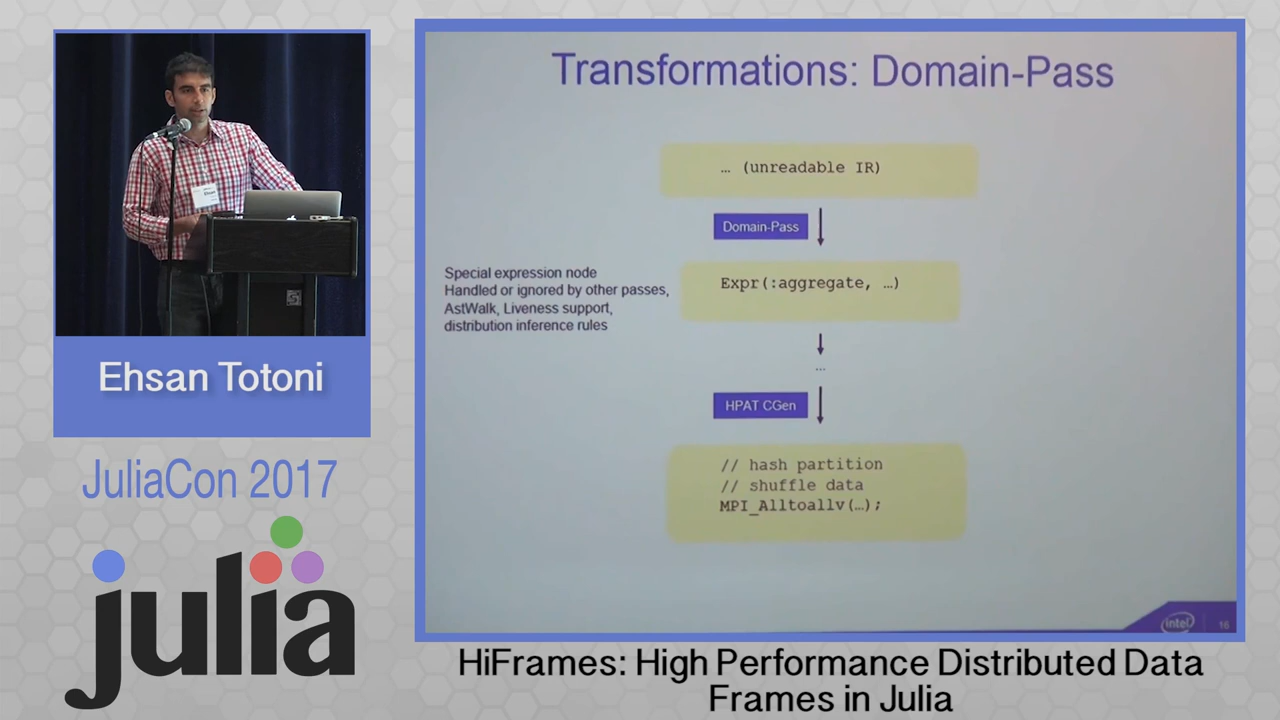 Ehsan Totoni
JuliaCon 2017
julia
Transformations: Domain-Pass
… (unreadable IR)
Domain-Pass
Special expression node
Handled or ignored by other passes,
AstWalk, Liveness support,
distribution inference rules
Expr(:aggregate, …)
…
HPAT CGen
// hash partition
// shuffle data
MPI_Alltoallv(…);
intel
16
HiFrames: High Performance Distributed Data
Frames in Julia